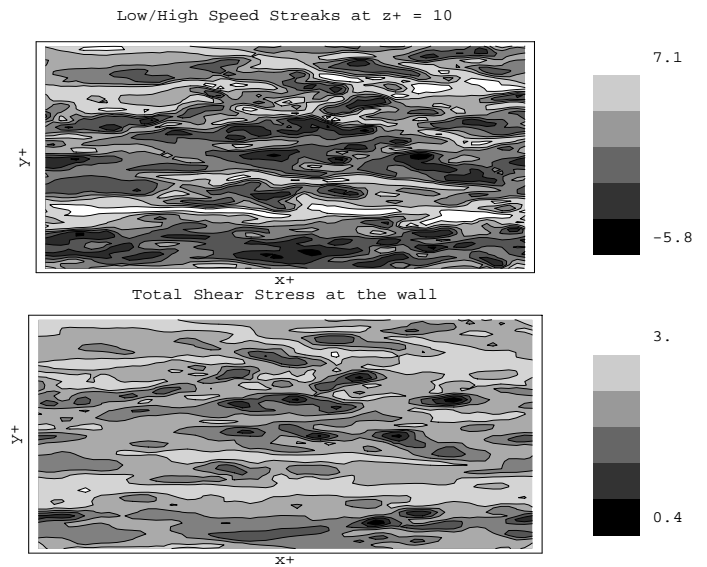 Low/High Speed Streaks at z+ = 10
7.1
y+
-5.8
x+
Total Shear Stress at the wall
3.
y+
0.4
x+